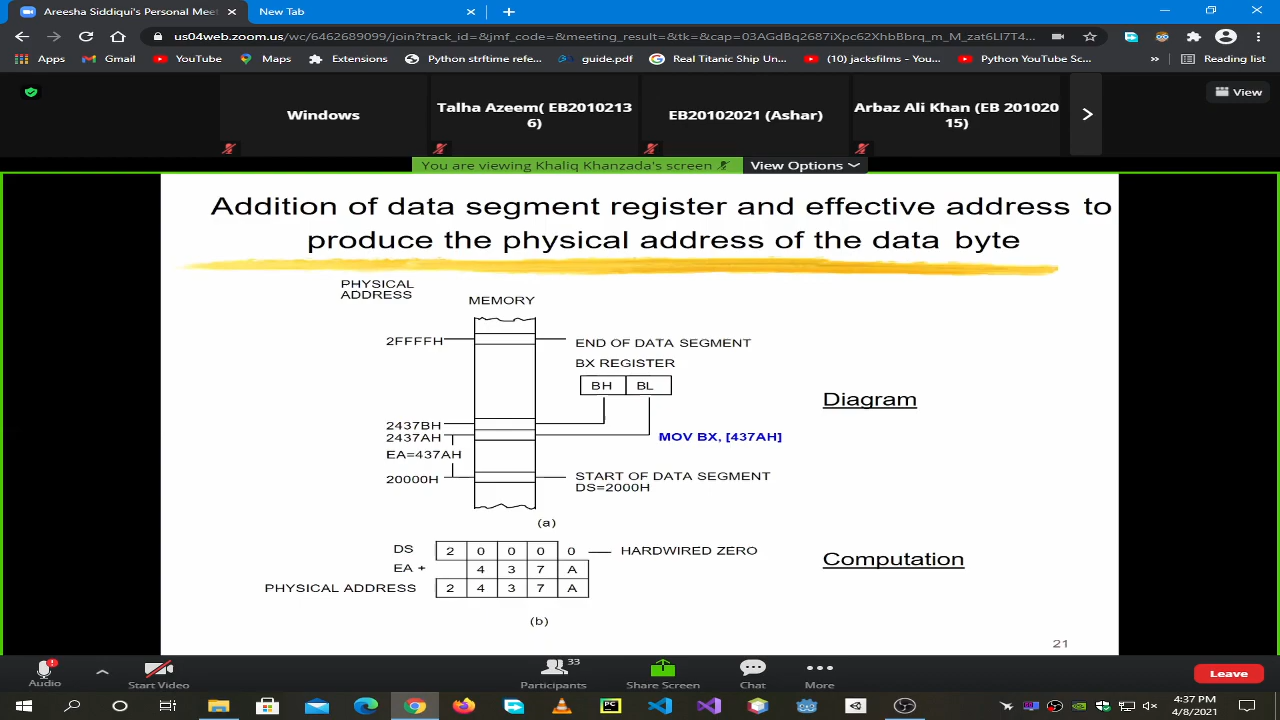 Aresha Siddiqui's Personal Meet
New Tab
us04web.zoom.us/wc/6462689099/join?track_id=&jmf_code=&meeting_result=&tk=&cap=03AGdBq2687iXpc62XhbBbrq_m_M_zat6Ll7T4...
Apps
Gmail
YouTube
Maps
Extensions
Python strftime refe...
guide.pdf
Real Titanic Ship Un...
(10) jacksfilms - You...
Python YouTube Sc...
»
Reading list
Windows
Talha Azeem( EB2010213
6)
EB20102021 (Ashar)
Arbaz Ali Khan (EB 201020
15)
View
You are viewing Khaliq Khanzada's screen
View Options
Addition of data segment register and effective address to
produce the physical address of the data byte
PHYSICAL
ADDRESS
MEMORY
2FFFFH
END OF DATA SEGMENT
BX REGISTER
BH BL
Diagram
2437BH
2437AH
MOV BX, [437AH]
EA=437AH
20000H
START OF DATA SEGMENT
DS=2000H
(a)
DS 2 0 0 0 0 HARDWIRED ZERO
EA + 4 3 7 A
PHYSICAL ADDRESS 2 4 3 7 A
Computation
(b)
21
Audio
Start Video
Participants
33
Share Screen
Chat
More
Leave
4:37 PM
4/8/2021